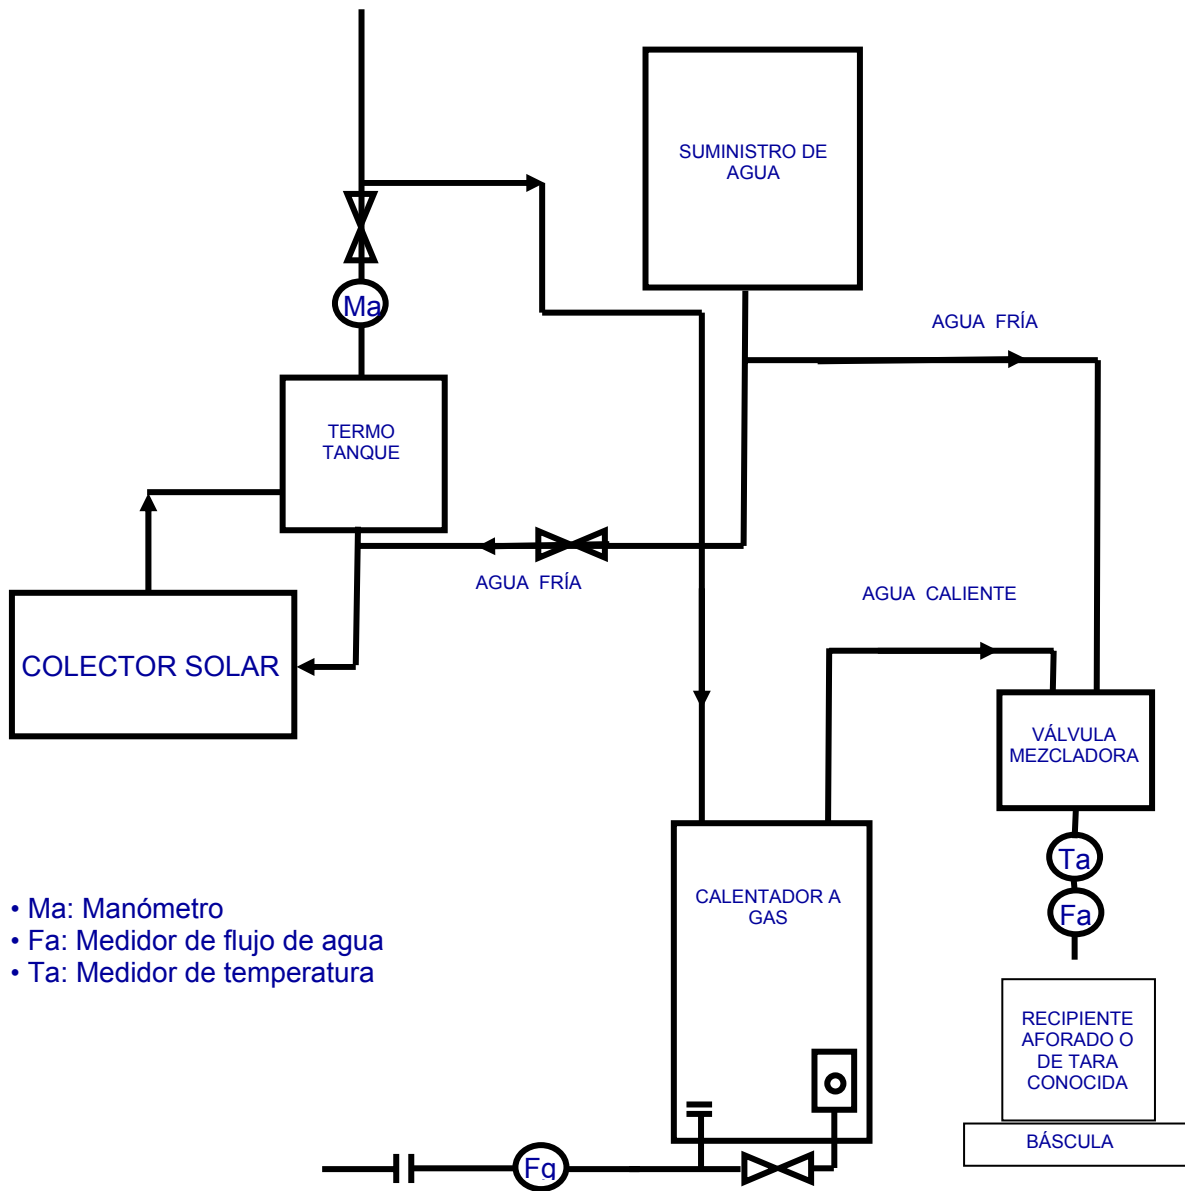 SUMINISTRO DE
AGUA
Ma
AGUA FRÍA
TERMO
TANQUE
AGUA FRÍA
AGUA CALIENTE
COLECTOR SOLAR
VÁLVULA
MEZCLADORA
Ta
CALENTADOR A
GAS
Fa
• Ma: Manómetro
• Fa: Medidor de flujo de agua
• Ta: Medidor de temperatura
RECIPIENTE
AFORADO O
DE TARA
CONOCIDA
BÁSCULA
Fg